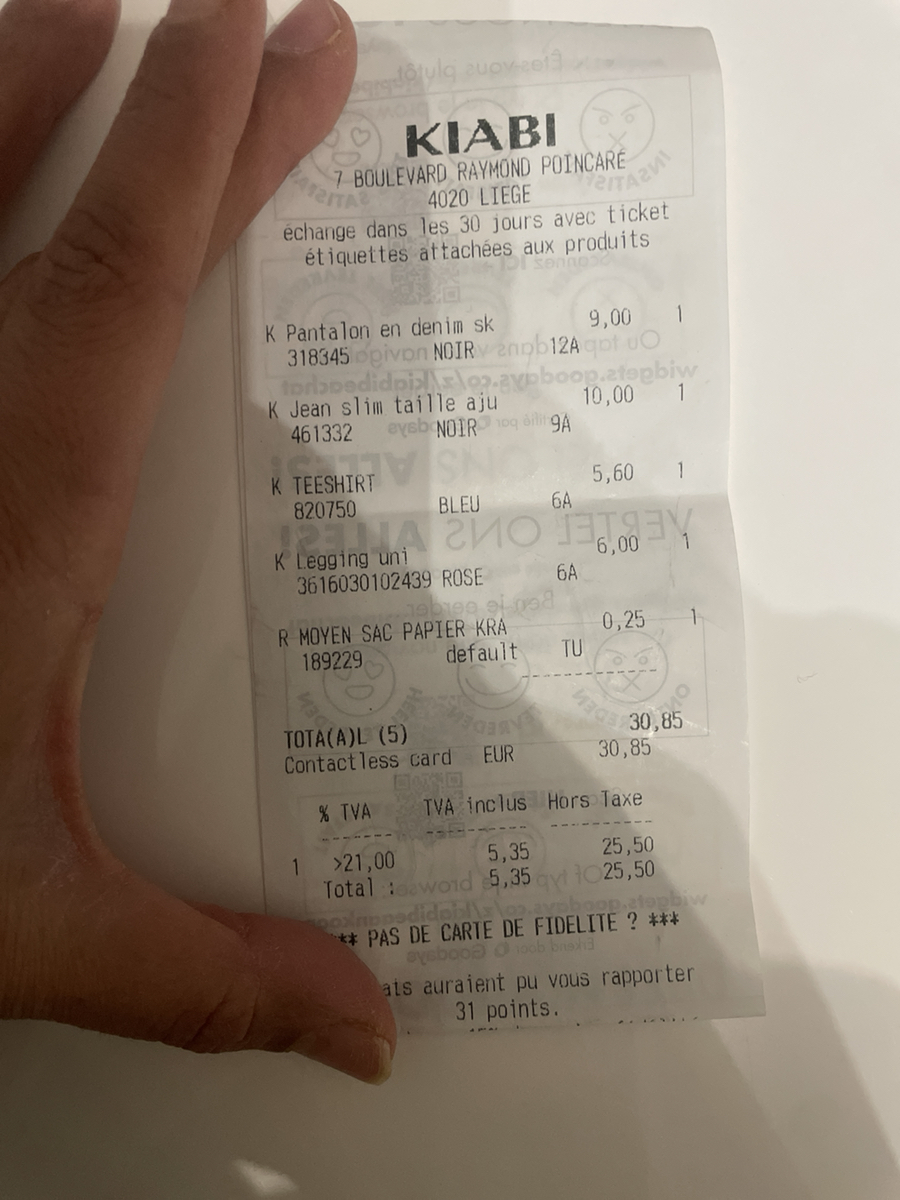 KIABI
7 BOULEVARD RAYMOND POINCARÉ
4020 LIEGE
échange dans les 30 jours avec ticket
étiquettes attachées aux produits
K Pantalon en denim sk 9,00 1
318345 NOIR 12A
K Jean slim taille aju 10,00 1
461332 NOIR 9A
K TEESHIRT 5,60 1
820750 BLEU 6A
K Legging uni 6,00 1
3616030102439 ROSE 6A
R MOYEN SAC PAPIER KRA 0,25 1
189229 default TU
--------------
TOTA(A)L (5) 30,85
Contactless card EUR 30,85
% TVA TVA inclus Hors Taxe
------- ---------- ----------
1 >21,00 5,35 25,50
Total : 5,35 25,50
** PAS DE CARTE DE FIDELITE ? ***
ats auraient pu vous rapporter
31 points.